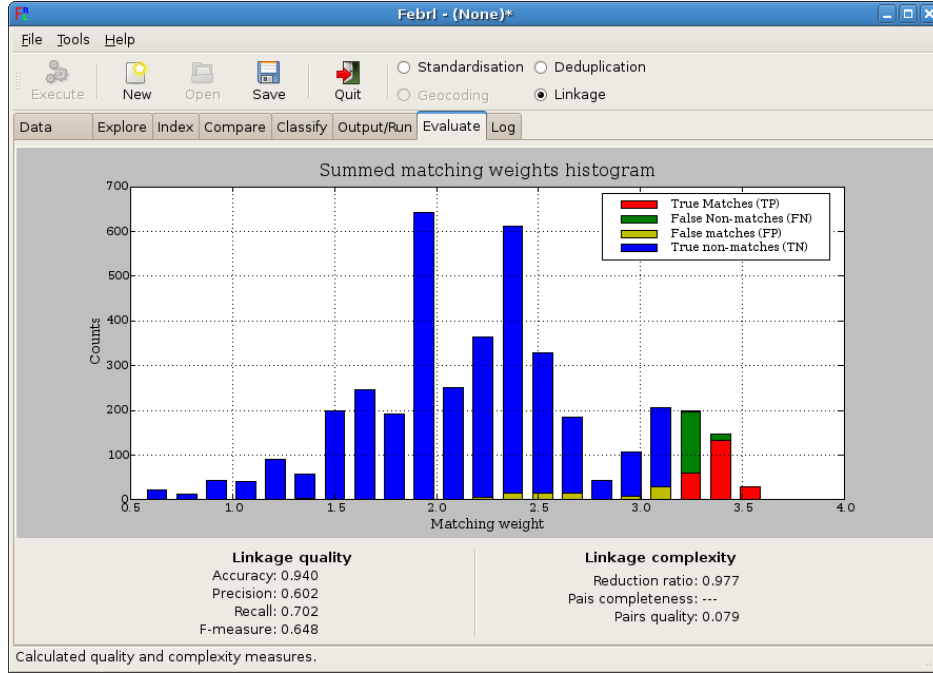 Febrl - (None)*
File Tools Help
Execute New Open Save Quit
Standardisation Deduplication
Geocoding Linkage
Data Explore Index Compare Classify Output/Run Evaluate Log
Summed matching weights histogram
True Matches (TP)
False Non-matches (FN)
False matches (FP)
True non-matches (TN)
700
600
500
400
300
200
100
0
Counts
0.5 1.0 1.5 2.0 2.5 3.0 3.5 4.0
Matching weight
Linkage quality
Accuracy: 0.940
Precision: 0.602
Recall: 0.702
F-measure: 0.648
Linkage complexity
Reduction ratio: 0.977
Pais completeness: ---
Pairs quality: 0.079
Calculated quality and complexity measures.